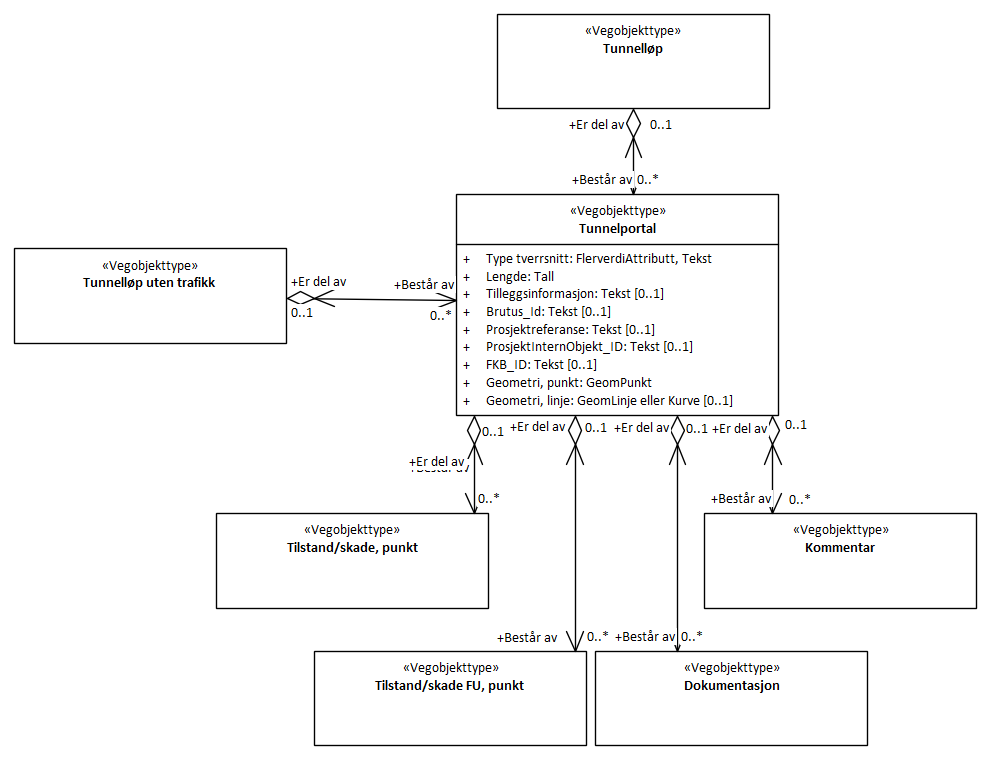 «Vegobjekttype»
Tunnelløp
+Er del av 0..1
+Består av 0..*
«Vegobjekttype»
Tunnelportal
+ Type tverrsnitt: FlerverdiAttributt, Tekst
+ Lengde: Tall
+ Tilleggsinformasjon: Tekst [0..1]
+ Brutus_Id: Tekst [0..1]
+ Prosjektreferanse: Tekst [0..1]
+ ProsjektInternObjekt_ID: Tekst [0..1]
+ FKB_ID: Tekst [0..1]
+ Geometri, punkt: GeomPunkt
+ Geometri, linje: GeomLinje eller Kurve [0..1]
«Vegobjekttype»
Tunnelløp uten trafikk
+Er del av
0..1
+Består av
0..*
0..1
+Er del av
+Består av
0..*
+Er del av 0..1
+Er del av 0..1
+Er del av 0..1
+Består av 0..*
«Vegobjekttype»
Tilstand/skade, punkt
«Vegobjekttype»
Kommentar
+Består av 0..*
+Består av 0..*
«Vegobjekttype»
Tilstand/skade FU, punkt
«Vegobjekttype»
Dokumentasjon